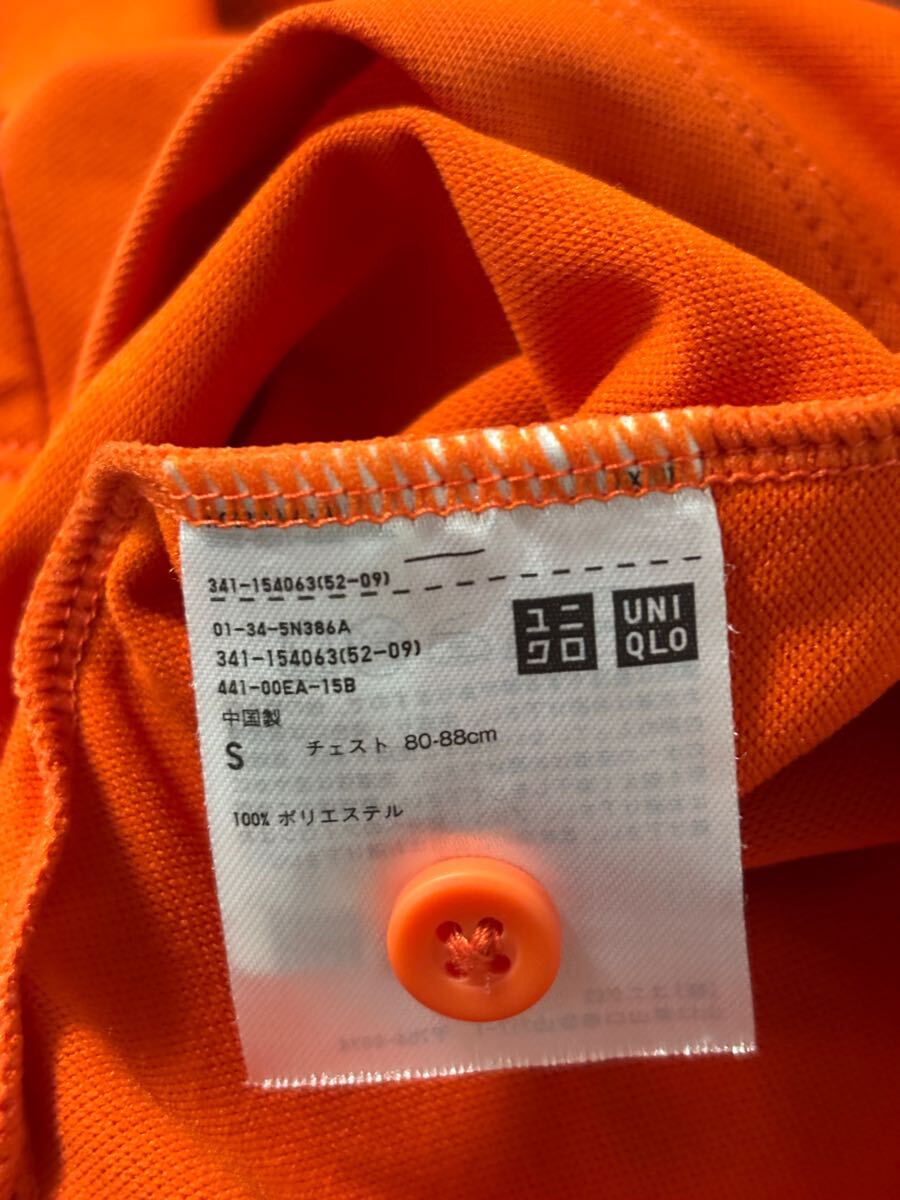 341-154063(52-09)
01-34-5N386A
341-154063(52-09)
441-00EA-15B
中国製
S チェスト 80-88cm
100% ポリエステル
ユニ
クロ
UNI
QLO